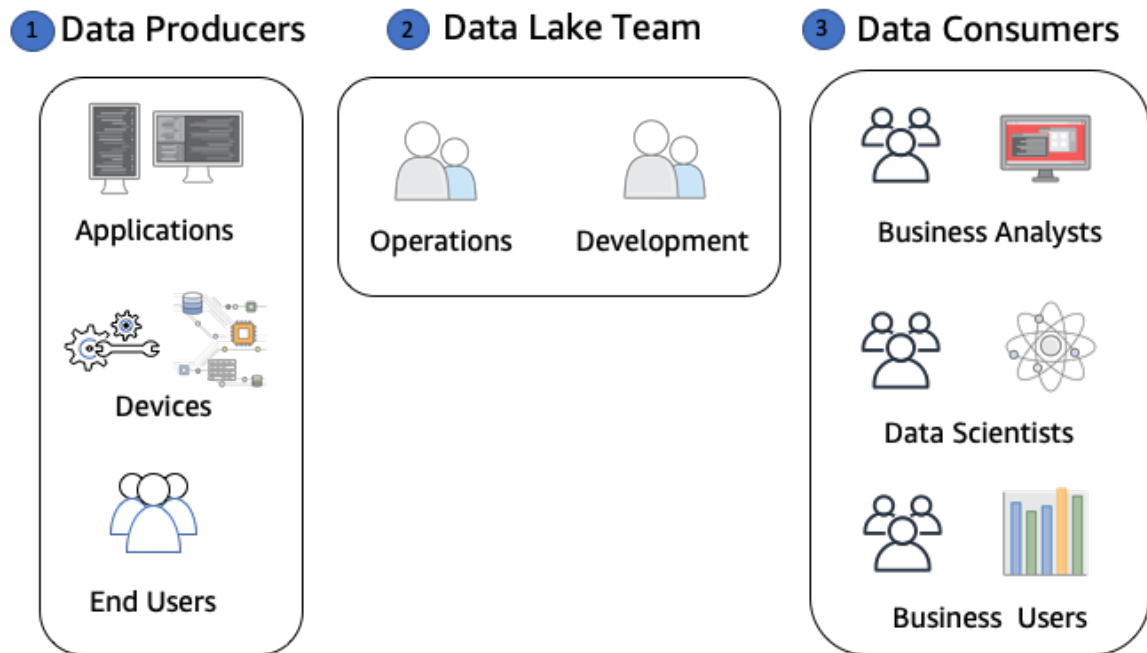 1 Data Producers
2 Data Lake Team
3 Data Consumers
Applications
Devices
End Users
Operations
Development
Business Analysts
Data Scientists
Business Users